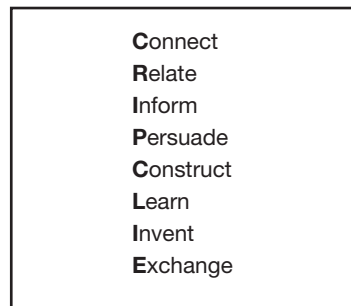 Connect
Relate
Inform
Persuade
Construct
Learn
Invent
Exchange